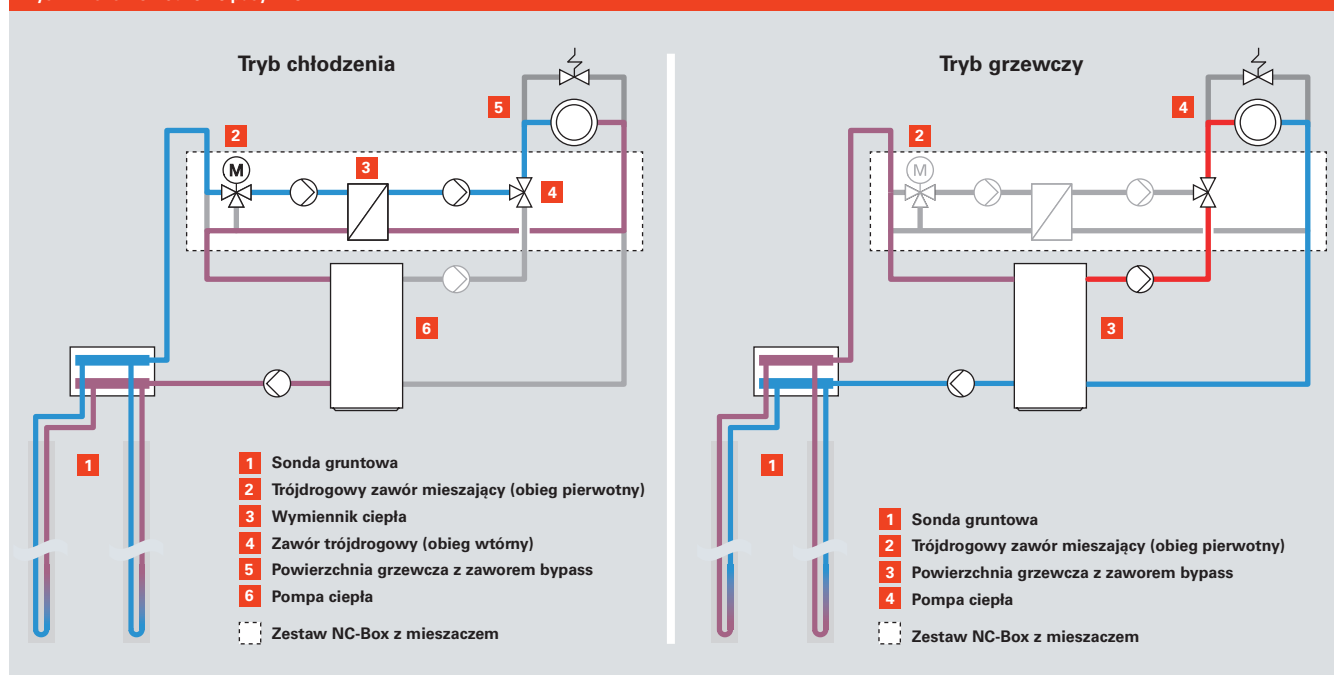 Tryb chłodzenia
5
2
M
3
4
6
1
1 Sonda gruntowa
2 Trójdrogowy zawór mieszający (obieg pierwotny)
3 Wymiennik ciepła
4 Zawór trójdrogowy (obieg wtórny)
5 Powierzchnia grzewcza z zaworem bypass
6 Pompa ciepła
Zestaw NC-Box z mieszaczem
Tryb grzewczy
4
2
M
3
1
1 Sonda gruntowa
2 Trójdrogowy zawór mieszający (obieg pierwotny)
3 Powierzchnia grzewcza z zaworem bypass
4 Pompa ciepła
Zestaw NC-Box z mieszaczem